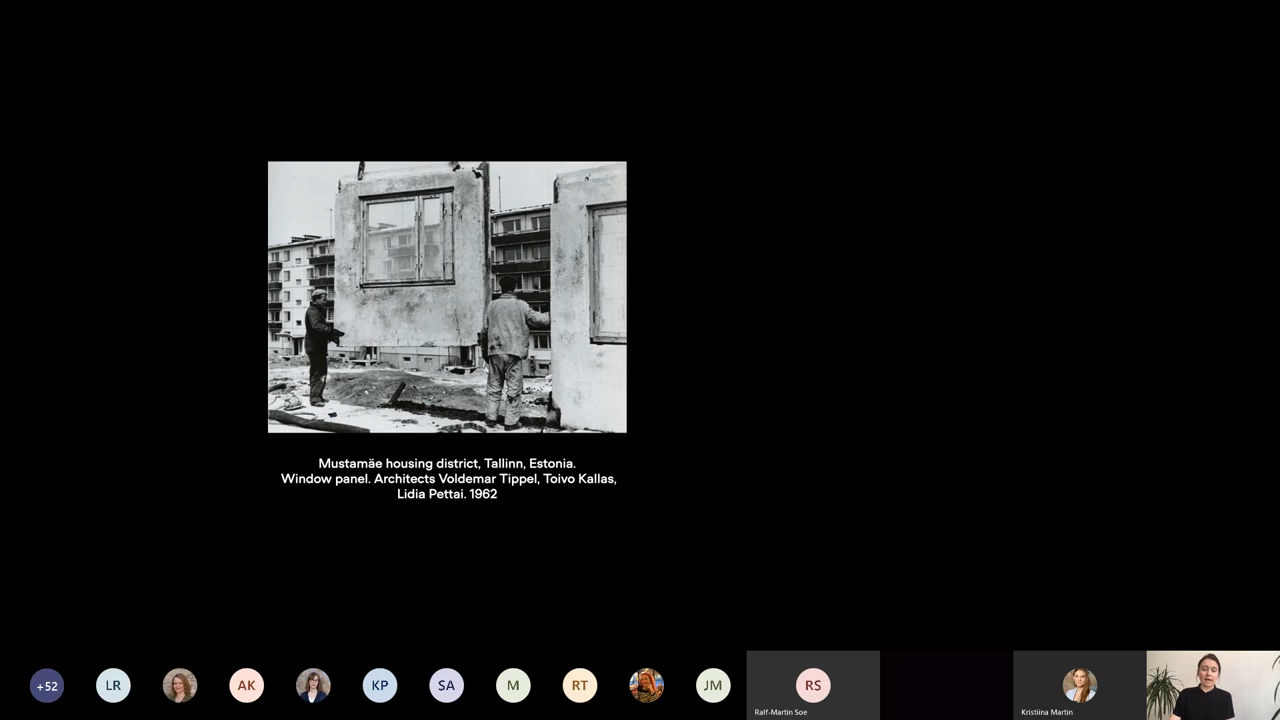 Mustamäe housing district, Tallinn, Estonia.
Window panel. Architects Voldemar Tippel, Toivo Kallas,
Lidia Pettai. 1962
+52
LR
AK
KP
SA
M
RT
JM
RS
Ralf-Martin Soe
Kristiina Martin